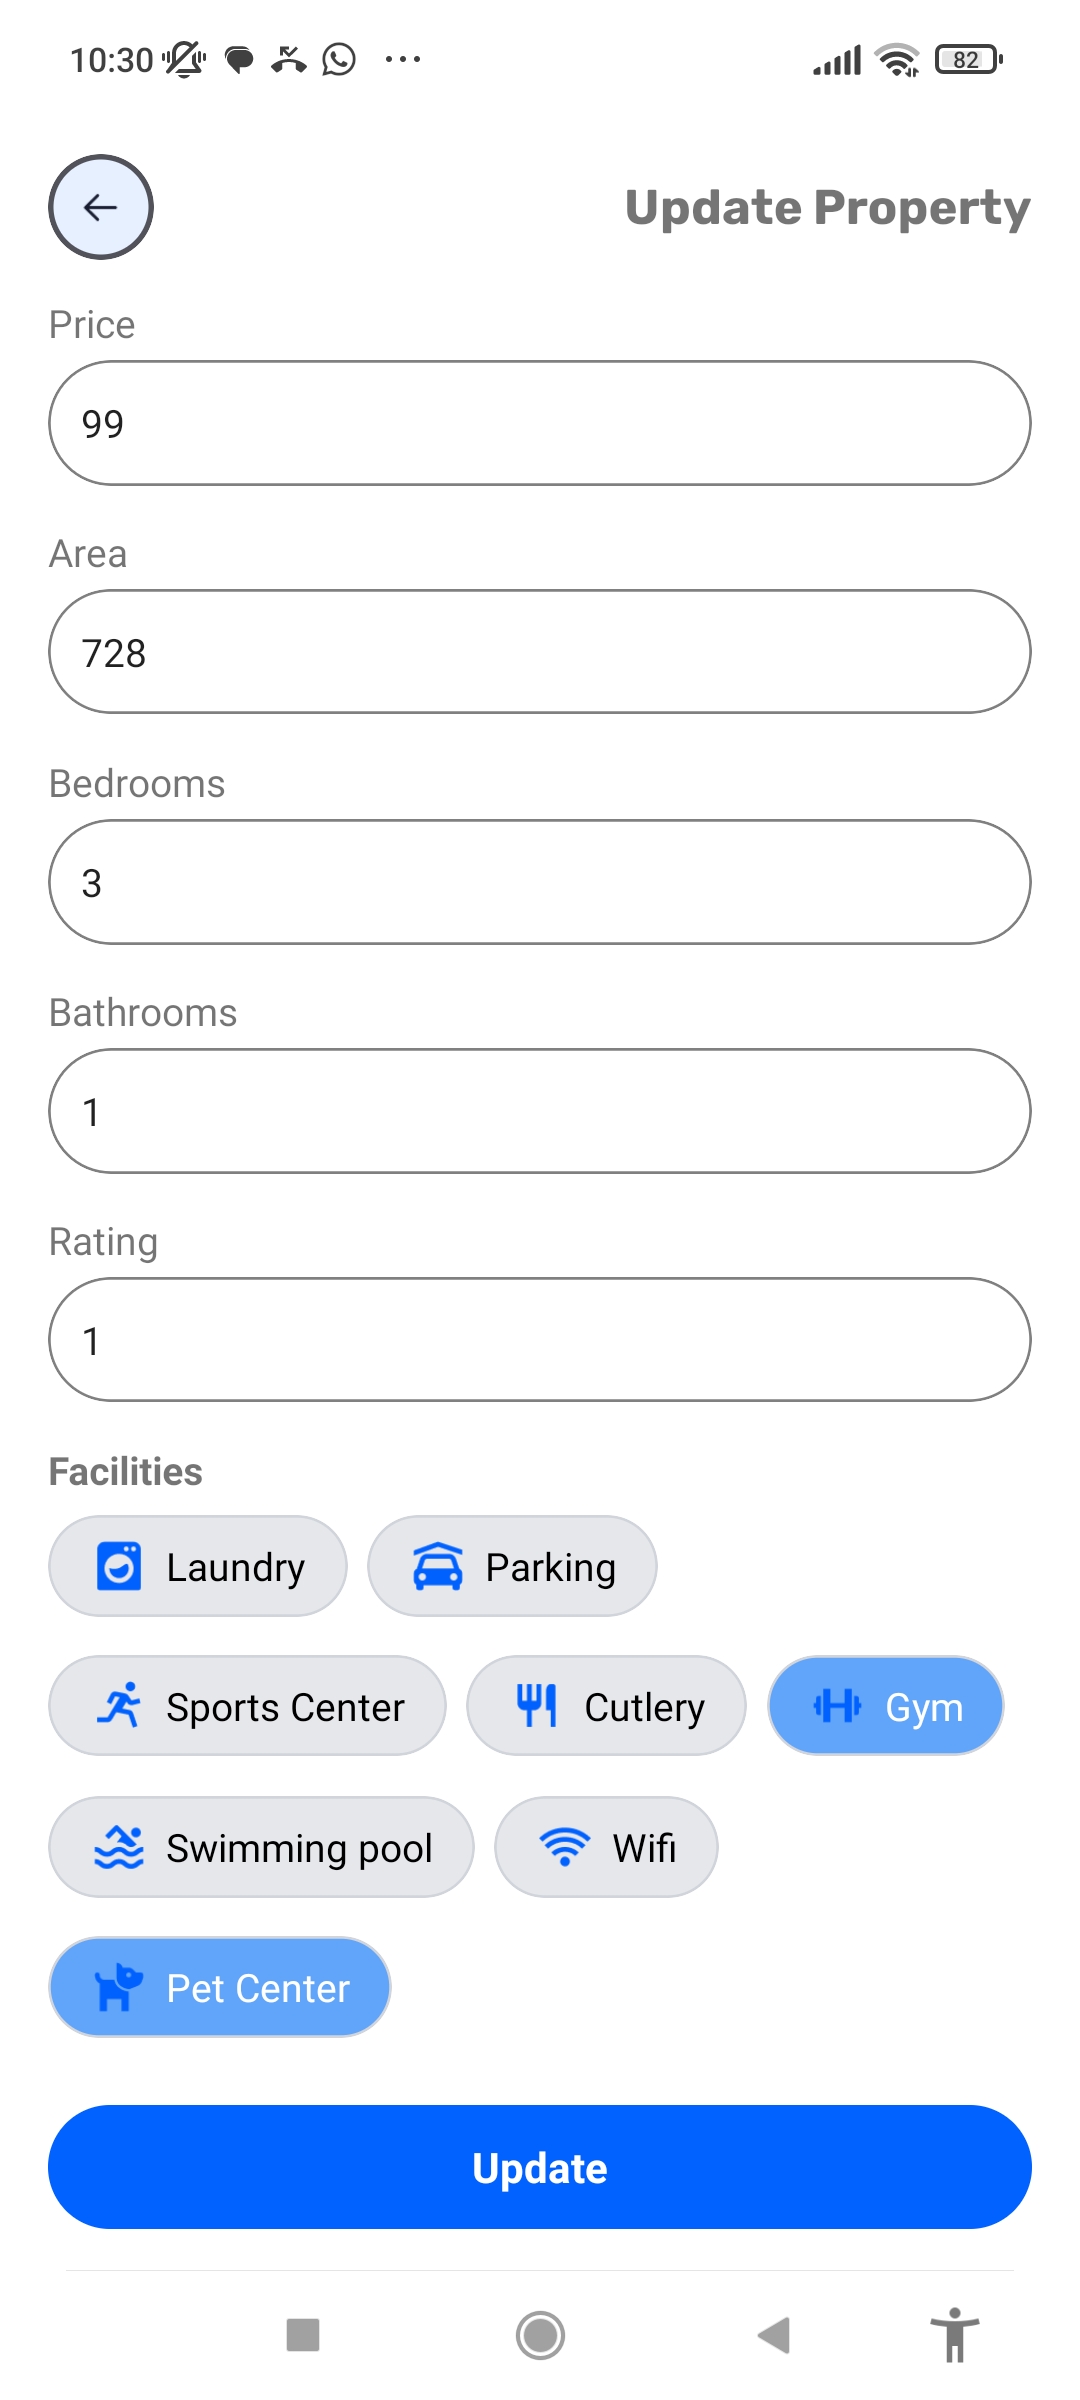 10:30
82
Update Property
Price
99
Area
728
Bedrooms
3
Bathrooms
1
Rating
1
Facilities
Laundry Parking
Sports Center Cutlery Gym
Swimming pool Wifi
Pet Center
Update